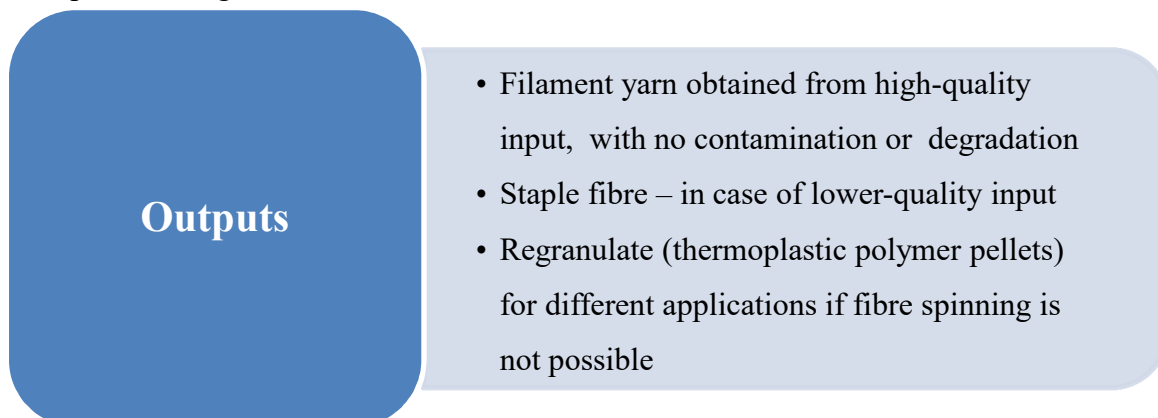 Outputs
• Filament yarn obtained from high-quality
input, with no contamination or degradation
• Staple fibre – in case of lower-quality input
• Regranulate (thermoplastic polymer pellets)
for different applications if fibre spinning is
not possible